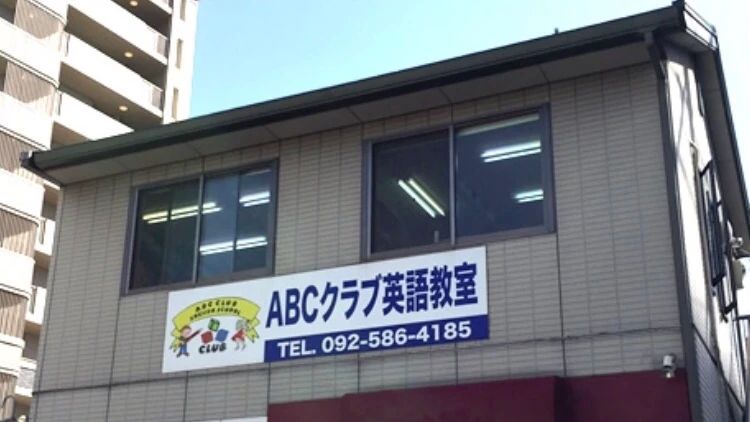 ABC CLUB
ENGLISH SCHOOL
CLUB
ABCクラブ英語教室
TEL. 092-586-4185